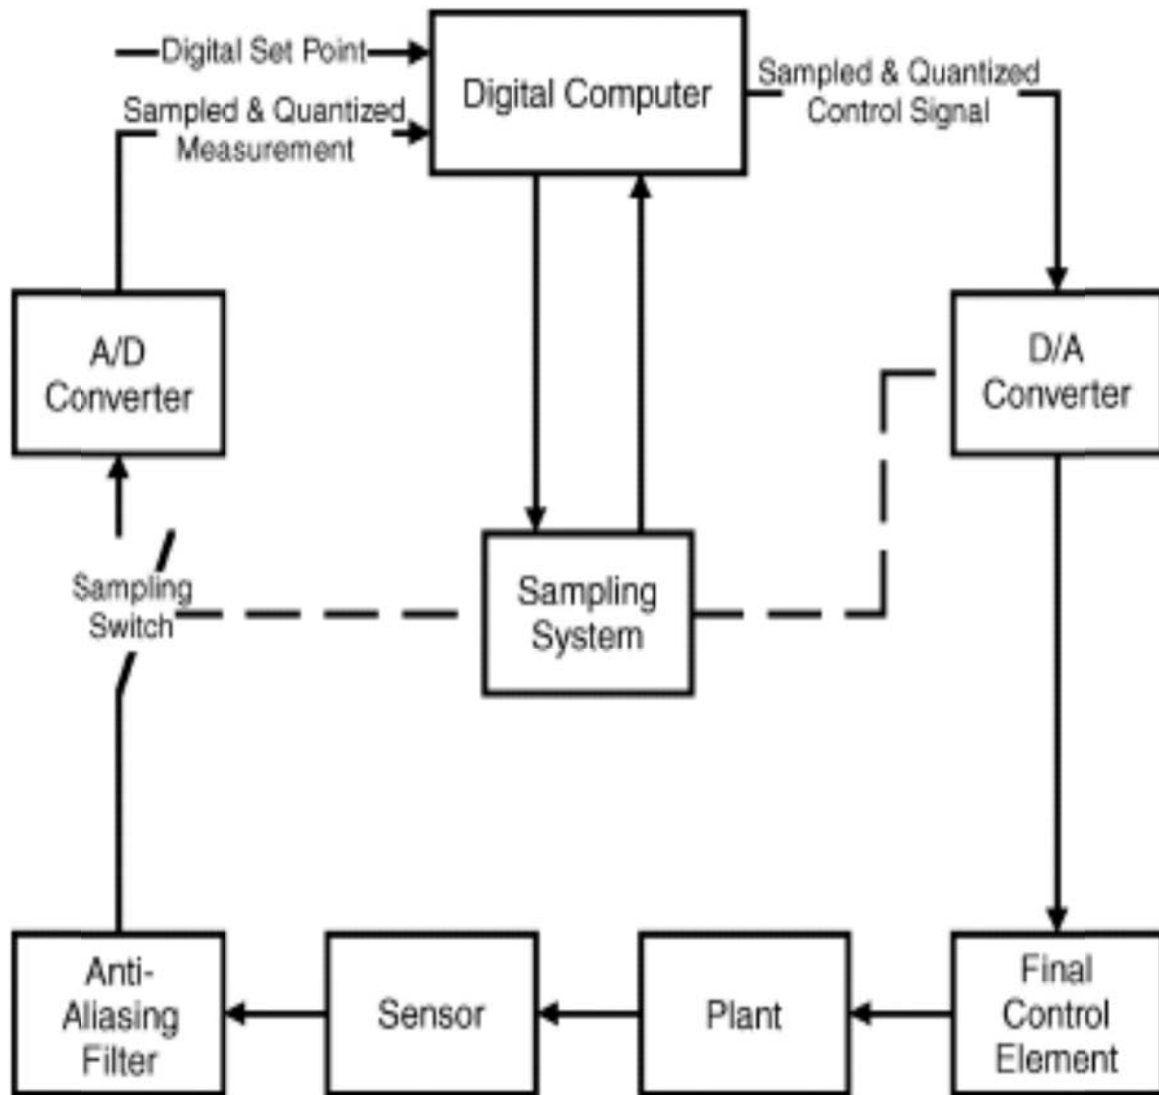 Digital Set Point
Sampled & Quantized
Measurement
Digital Computer
Sampled & Quantized
Control Signal
A/D
Converter
D/A
Converter
Sampling
Switch
Sampling
System
Anti-
Aliasing
Filter
Sensor
Plant
Final
Control
Element